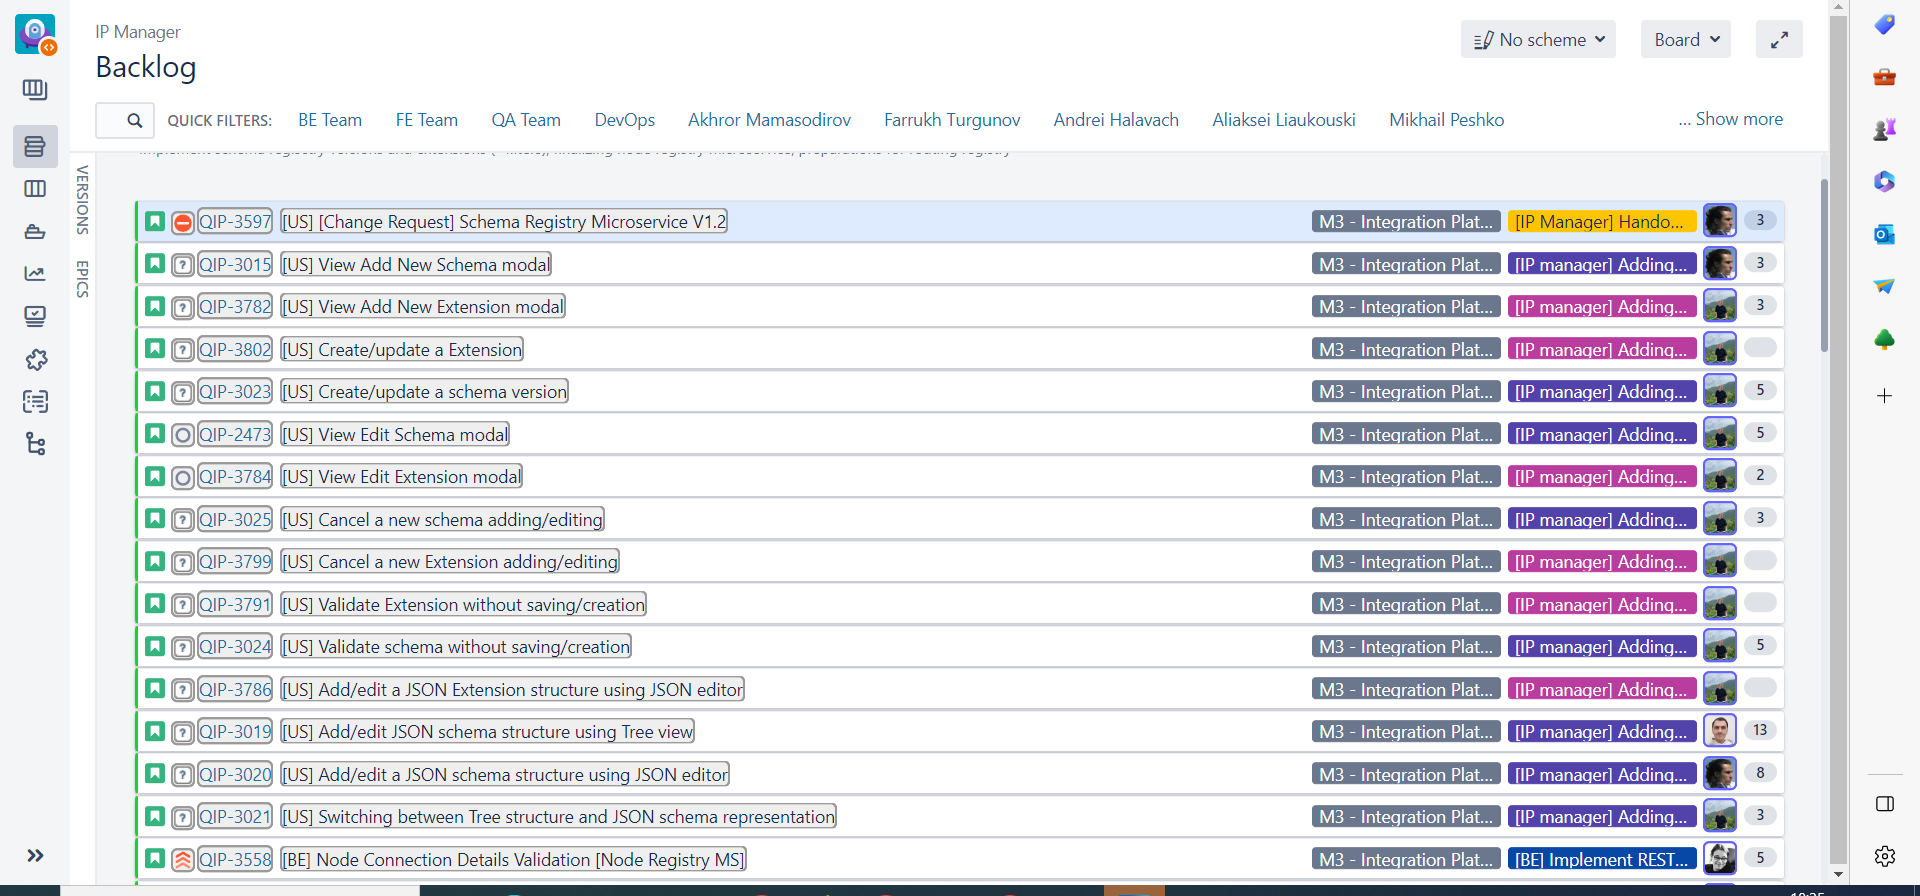 IP Manager
Backlog
No scheme
Board
QUICK FILTERS: BE Team FE Team QA Team DevOps Akhror Mamasodirov Farrukh Turgunov Andrei Halavach Aliaksei Liaukouski Mikhail Peshko ... Show more
VERSIONS
EPICS
QIP-3597 [US] [Change Request] Schema Registry Microservice V1.2 M3 - Integration Plat... [IP Manager] Hando... 3
QIP-3015 [US] View Add New Schema modal M3 - Integration Plat... [IP manager] Adding... 3
QIP-3782 [US] View Add New Extension modal M3 - Integration Plat... [IP manager] Adding... 3
QIP-3802 [US] Create/update a Extension M3 - Integration Plat... [IP manager] Adding...
QIP-3023 [US] Create/update a schema version M3 - Integration Plat... [IP manager] Adding... 5
QIP-2473 [US] View Edit Schema modal M3 - Integration Plat... [IP manager] Adding... 5
QIP-3784 [US] View Edit Extension modal M3 - Integration Plat... [IP manager] Adding... 2
QIP-3025 [US] Cancel a new schema adding/editing M3 - Integration Plat... [IP manager] Adding... 3
QIP-3799 [US] Cancel a new Extension adding/editing M3 - Integration Plat... [IP manager] Adding...
QIP-3791 [US] Validate Extension without saving/creation M3 - Integration Plat... [IP manager] Adding...
QIP-3024 [US] Validate schema without saving/creation M3 - Integration Plat... [IP manager] Adding... 5
QIP-3786 [US] Add/edit a JSON Extension structure using JSON editor M3 - Integration Plat... [IP manager] Adding...
QIP-3019 [US] Add/edit JSON schema structure using Tree view M3 - Integration Plat... [IP manager] Adding... 13
QIP-3020 [US] Add/edit a JSON schema structure using JSON editor M3 - Integration Plat... [IP manager] Adding... 8
QIP-3021 [US] Switching between Tree structure and JSON schema representation M3 - Integration Plat... [IP manager] Adding... 3
QIP-3558 [BE] Node Connection Details Validation [Node Registry MS] M3 - Integration Plat... [BE] Implement REST... 5